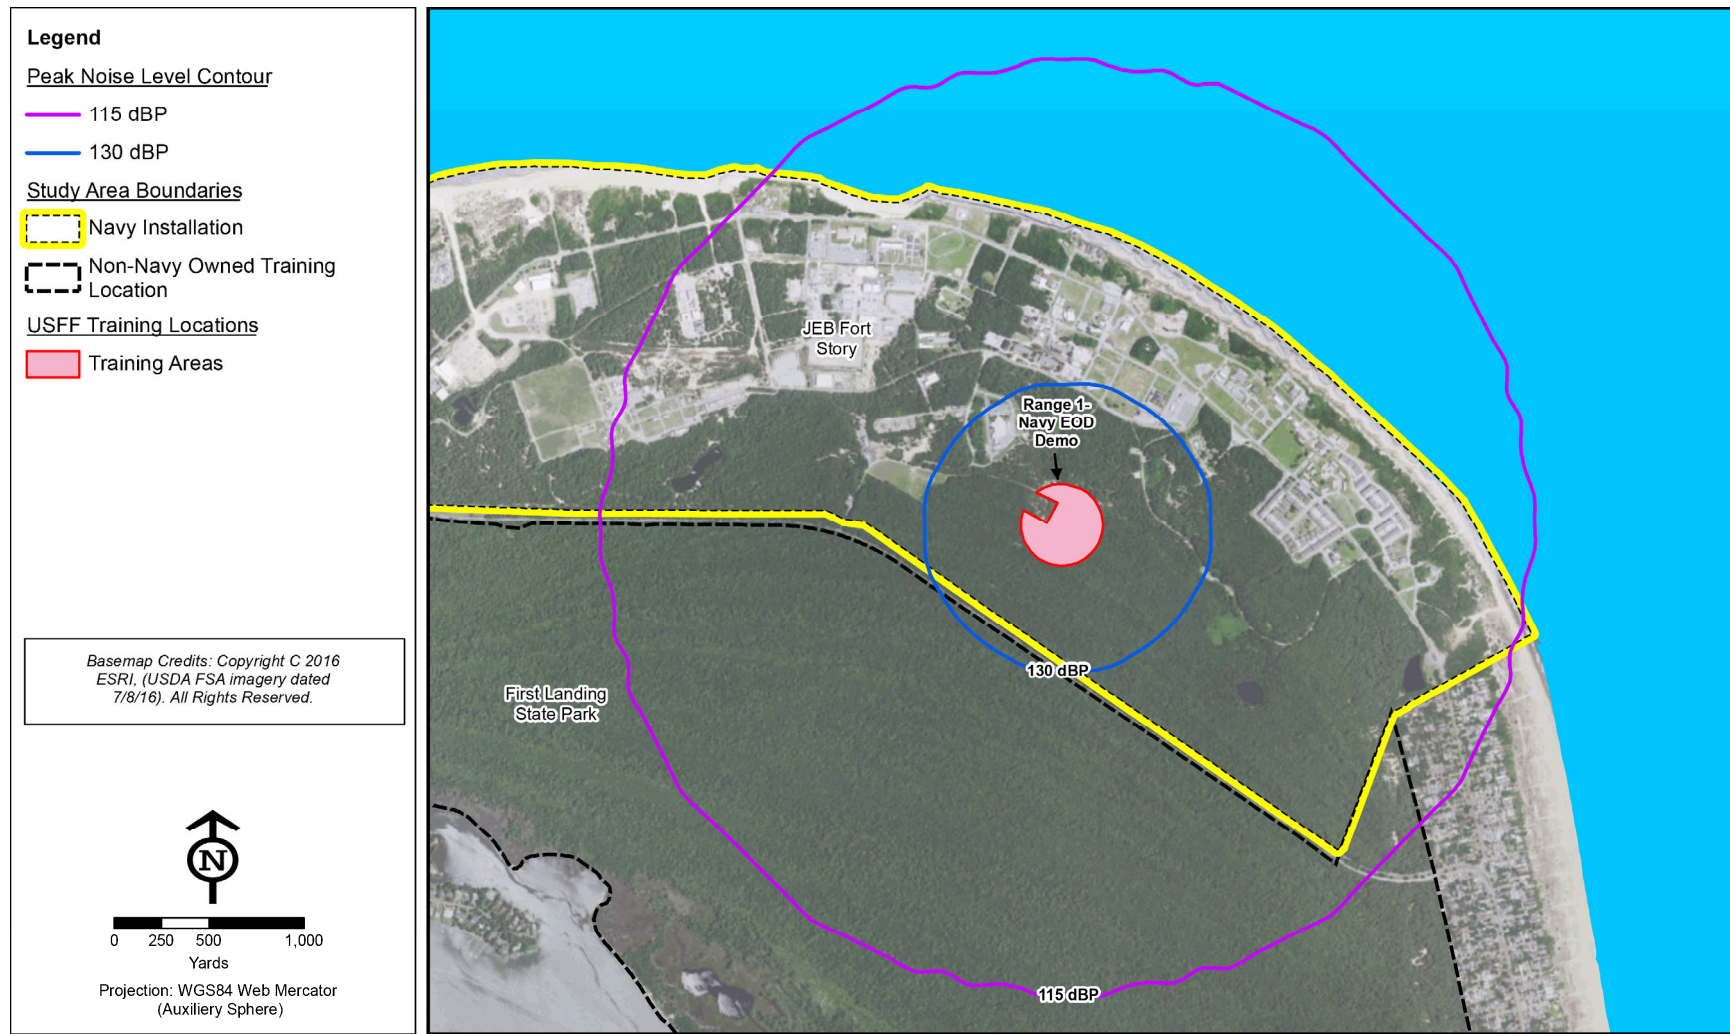 Legend
Peak Noise Level Contour
115 dBP
130 dBP
Study Area Boundaries
Navy Installation
Non-Navy Owned Training
Location
USFF Training Locations
Training Areas
Basemap Credits: Copyright C 2016
ESRI, (USDA FSA imagery dated
7/8/16). All Rights Reserved.
N
0 250 500 1,000
Yards
Projection: WGS84 Web Mercator
(Auxiliery Sphere)
JEB Fort
Story
Range 1-
Navy EOD
Demo
130 dBP
First Landing
State Park
115 dBP